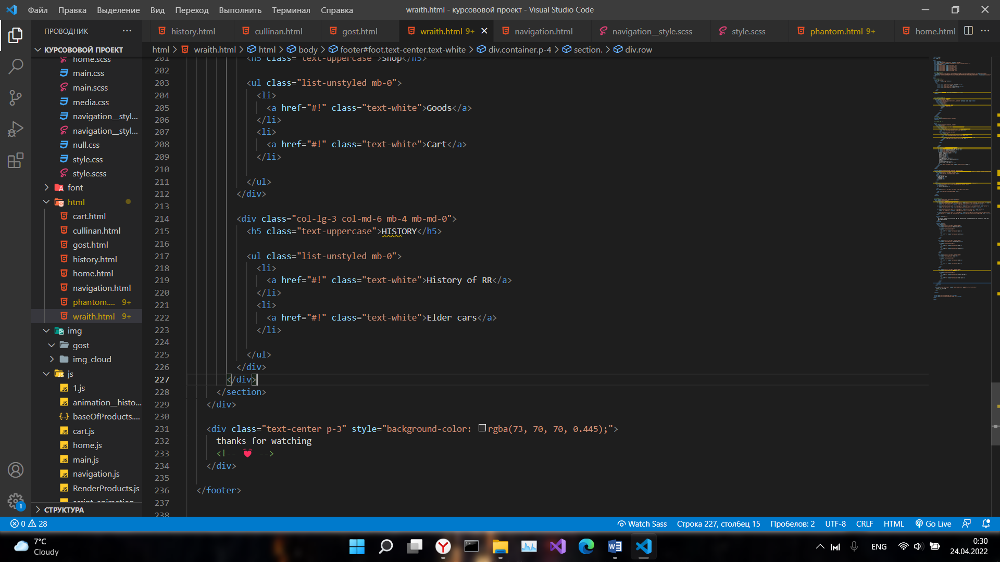 Файл Правка Выделение Вид Переход Выполнить Терминал Справка
wraith.html - курсововой проект - Visual Studio Code
ПРОВОДНИК
history.html cullinan.html gost.html wraith.html 9+ navigation.html navigation__style.scss style.scss phantom.html 9+ home.html
КУРСОВОВОЙ ПРОЕКТ
html wraith.html html body footer#foot.text-center.text-white div.container.p-4 section. div.row
home.scss
main.css
main.scss
media.css
navigation__styl...
navigation__styl...
null.css
style.css
style.scss
font
html
cart.html
cullinan.html
gost.html
history.html
home.html
navigation.html
phantom.... 9+
wraith.html 9+
img
gost
img_cloud
js
1.js
animation__histo...
baseOfProducts....
cart.js
home.js
main.js
navigation.js
RenderProducts.js
script_animation
СТРУКТУРА
201 <h5 class="text-uppercase">Shop</h5>
202
203 <ul class="list-unstyled mb-0">
204 <li>
205 <a href="#!" class="text-white">Goods</a>
206 </li>
207 <li>
208 <a href="#!" class="text-white">Cart</a>
209 </li>
210
211 </ul>
212 </div>
213
214 <div class="col-lg-3 col-md-6 mb-4 mb-md-0">
215 <h5 class="text-uppercase">HISTORY</h5>
216
217 <ul class="list-unstyled mb-0">
218 <li>
219 <a href="#!" class="text-white">History of RR</a>
220 </li>
221 <li>
222 <a href="#!" class="text-white">Elder cars</a>
223 </li>
224
225 </ul>
226 </div>
227 </div>
228 </section>
229 </div>
230
231 <div class="text-center p-3" style="background-color: rgba(73, 70, 70, 0.445);">
232 thanks for watching
233 <!-- 💓 -->
234 </div>
235
236 </footer>
237
238
1
0 28 Watch Sass Строка 227, столбец 15 Пробелов: 2 UTF-8 CRLF HTML Go Live
7°C
Cloudy
ENG
0:30
24.04.2022